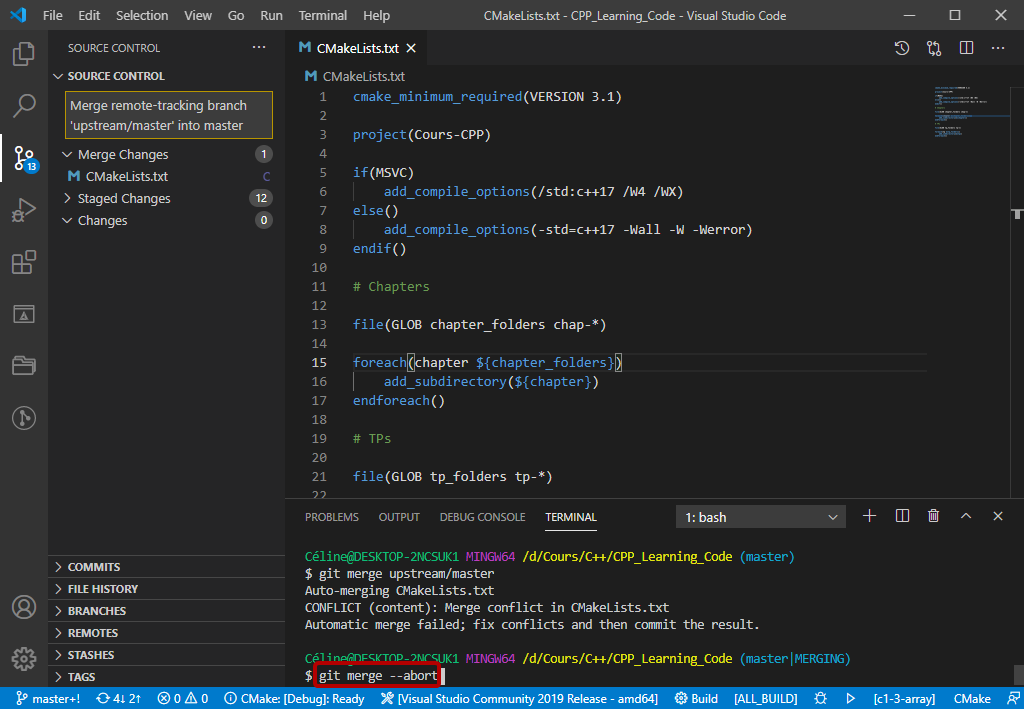 File Edit Selection View Go Run Terminal Help CMakeLists.txt - CPP_Learning_Code - Visual Studio Code
SOURCE CONTROL
SOURCE CONTROL
Merge remote-tracking branch
'upstream/master' into master
Merge Changes 1
CMakeLists.txt C
Staged Changes 12
Changes 0
13
COMMITS
FILE HISTORY
BRANCHES
REMOTES
STASHES
TAGS
CMakeLists.txt
CMakeLists.txt
1 cmake_minimum_required(VERSION 3.1)
2
3 project(Cours-CPP)
4
5 if(MSVC)
6 add_compile_options(/std:c++17 /W4 /WX)
7 else()
8 add_compile_options(-std=c++17 -Wall -W -Werror)
9 endif()
10
11 # Chapters
12
13 file(GLOB chapter_folders chap-*)
14
15 foreach(chapter ${chapter_folders})
16 add_subdirectory(${chapter})
17 endforeach()
18
19 # TPs
20
21 file(GLOB tp_folders tp-*)
22
PROBLEMS OUTPUT DEBUG CONSOLE TERMINAL 1: bash
Céline@DESKTOP-2NCSUK1 MINGW64 /d/Cours/C++/CPP_Learning_Code (master)
$ git merge upstream/master
Auto-merging CMakeLists.txt
CONFLICT (content): Merge conflict in CMakeLists.txt
Automatic merge failed; fix conflicts and then commit the result.
Céline@DESKTOP-2NCSUK1 MINGW64 /d/Cours/C++/CPP_Learning_Code (master|MERGING)
$ git merge --abort
master+! 4↓ 2↑ 0 0 CMake: [Debug]: Ready [Visual Studio Community 2019 Release - amd64] Build [ALL_BUILD] [c1-3-array] CMake